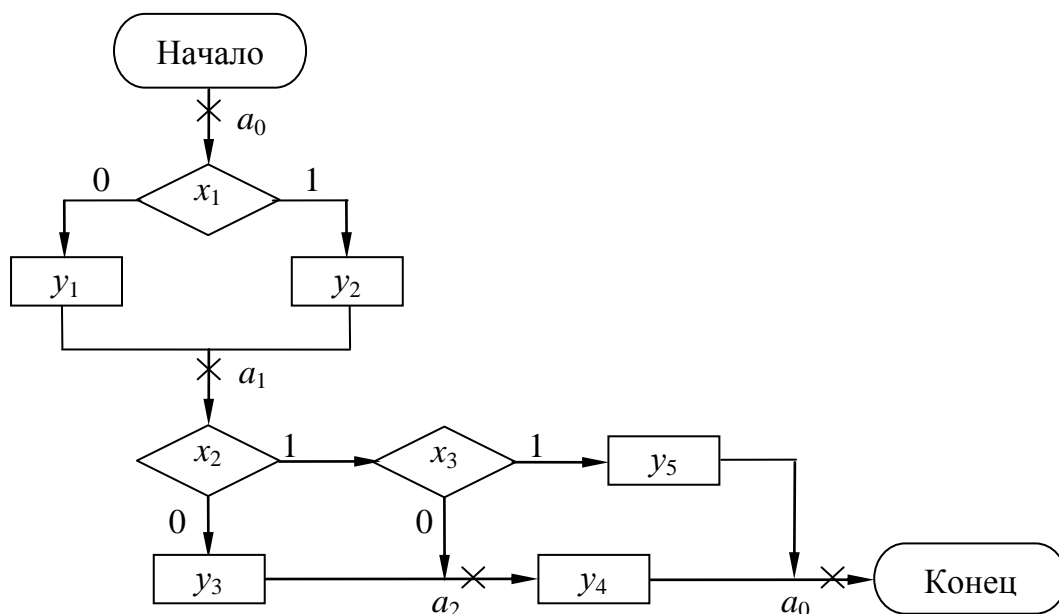 Начало
a₀
0 x₁ 1
y₁ y₂
a₁
x₂ 1 x₃ 1 y₅
0 0
y₃ a₂ y₄ a₀ Конец